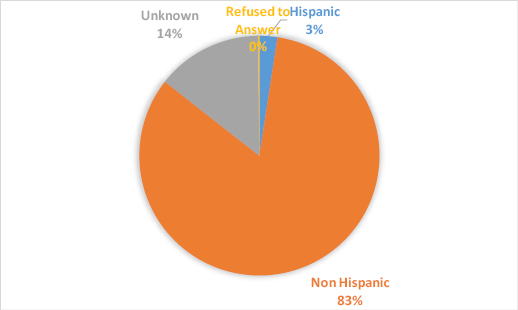 Unknown
14%
Refused to
Answer
0%
Hispanic
3%
Non Hispanic
83%